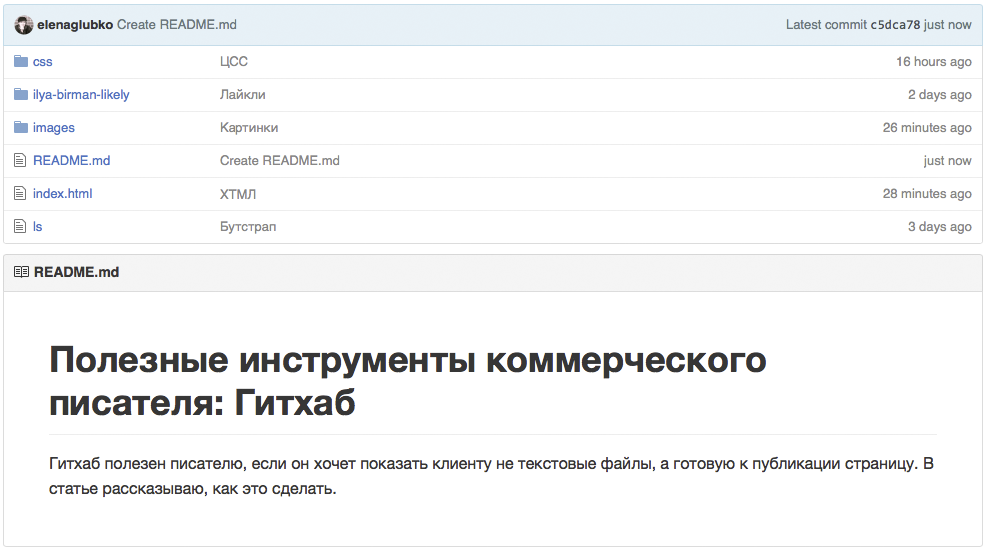 elenaglubko Create README.md Latest commit c5dca78 just now
css ЦСС 16 hours ago
ilya-birman-likely Лайкли 2 days ago
images Картинки 26 minutes ago
README.md Create README.md just now
index.html ХТМЛ 28 minutes ago
ls Бутстрап 3 days ago
README.md
Полезные инструменты коммерческого
писателя: Гитхаб
Гитхаб полезен писателю, если он хочет показать клиенту не текстовые файлы, а готовую к публикации страницу. В
статье рассказываю, как это сделать.